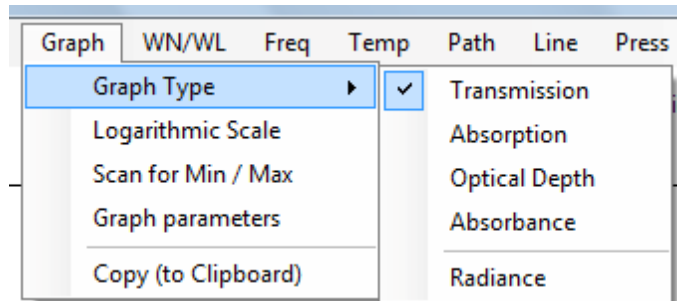 Graph WN/WL Freq Temp Path Line Press
Graph Type
Logarithmic Scale
Scan for Min / Max
Graph parameters
Copy (to Clipboard)
Transmission
Absorption
Optical Depth
Absorbance
Radiance